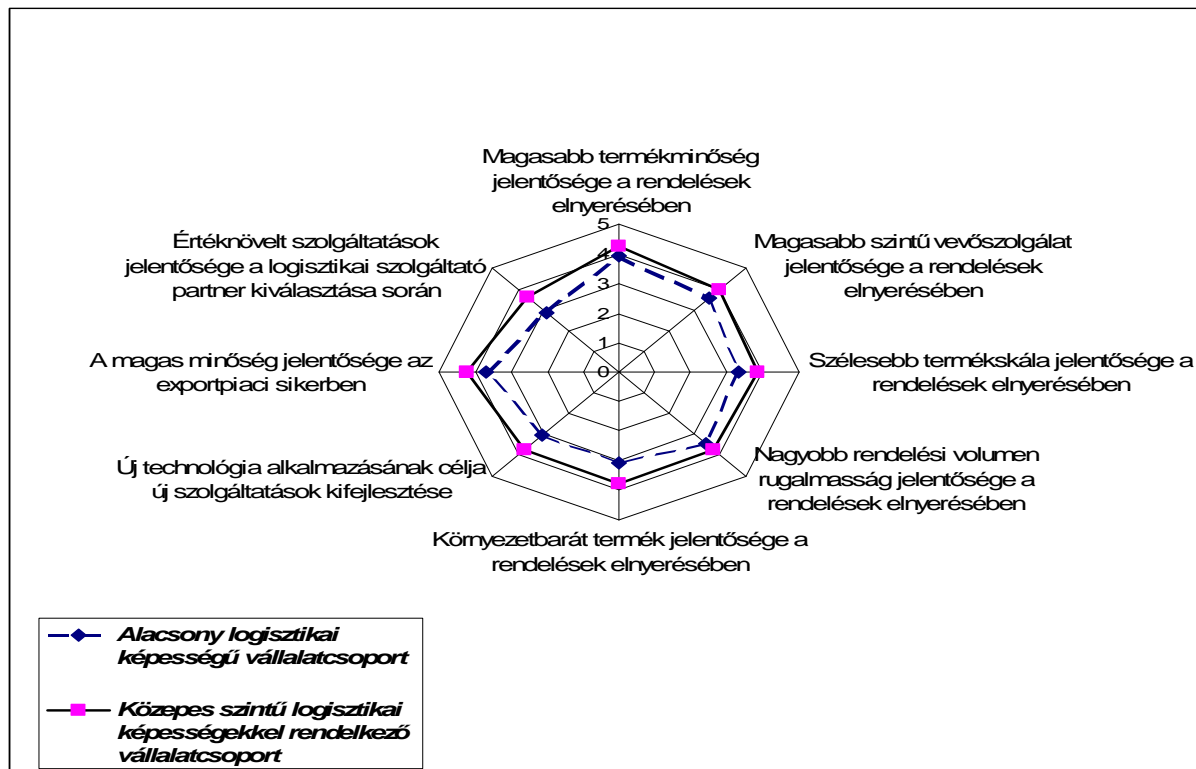 Magasabb termékminőség
jelentősége a rendelések
elnyerésében
Magasabb szintű vevőszolgálat
jelentősége a rendelések
elnyerésében
Szélesebb termékskála jelentősége a
rendelések elnyerésében
Nagyobb rendelési volumen
rugalmasság jelentősége a
rendelések elnyerésében
Környezetbarát termék jelentősége a
rendelések elnyerésében
Új technológia alkalmazásának célja
új szolgáltatások kifejlesztése
A magas minőség jelentősége az
exportpiaci sikerben
Értéknövelt szolgáltatások
jelentősége a logisztikai szolgáltató
partner kiválasztása során
5
4
3
2
1
0
Alacsony logisztikai
képességű vállalatcsoport
Közepes szintű logisztikai
képességekkel rendelkező
vállalatcsoport